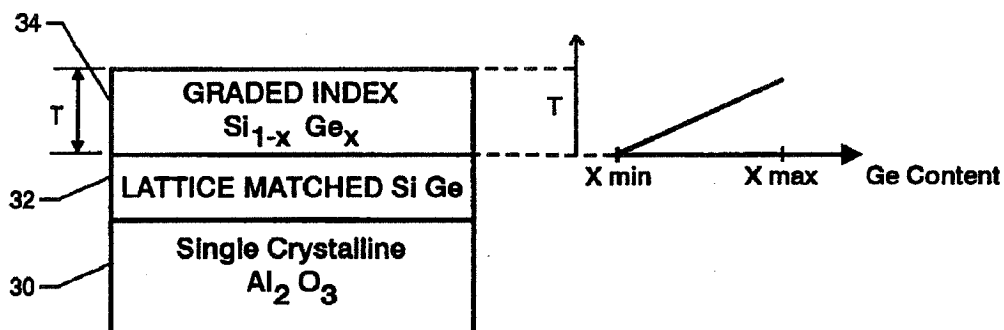 34
T
GRADED INDEX
Si1-x Gex
32
LATTICE MATCHED Si Ge
30
Single Crystalline
Al2 O3
T
X min
X max
Ge Content